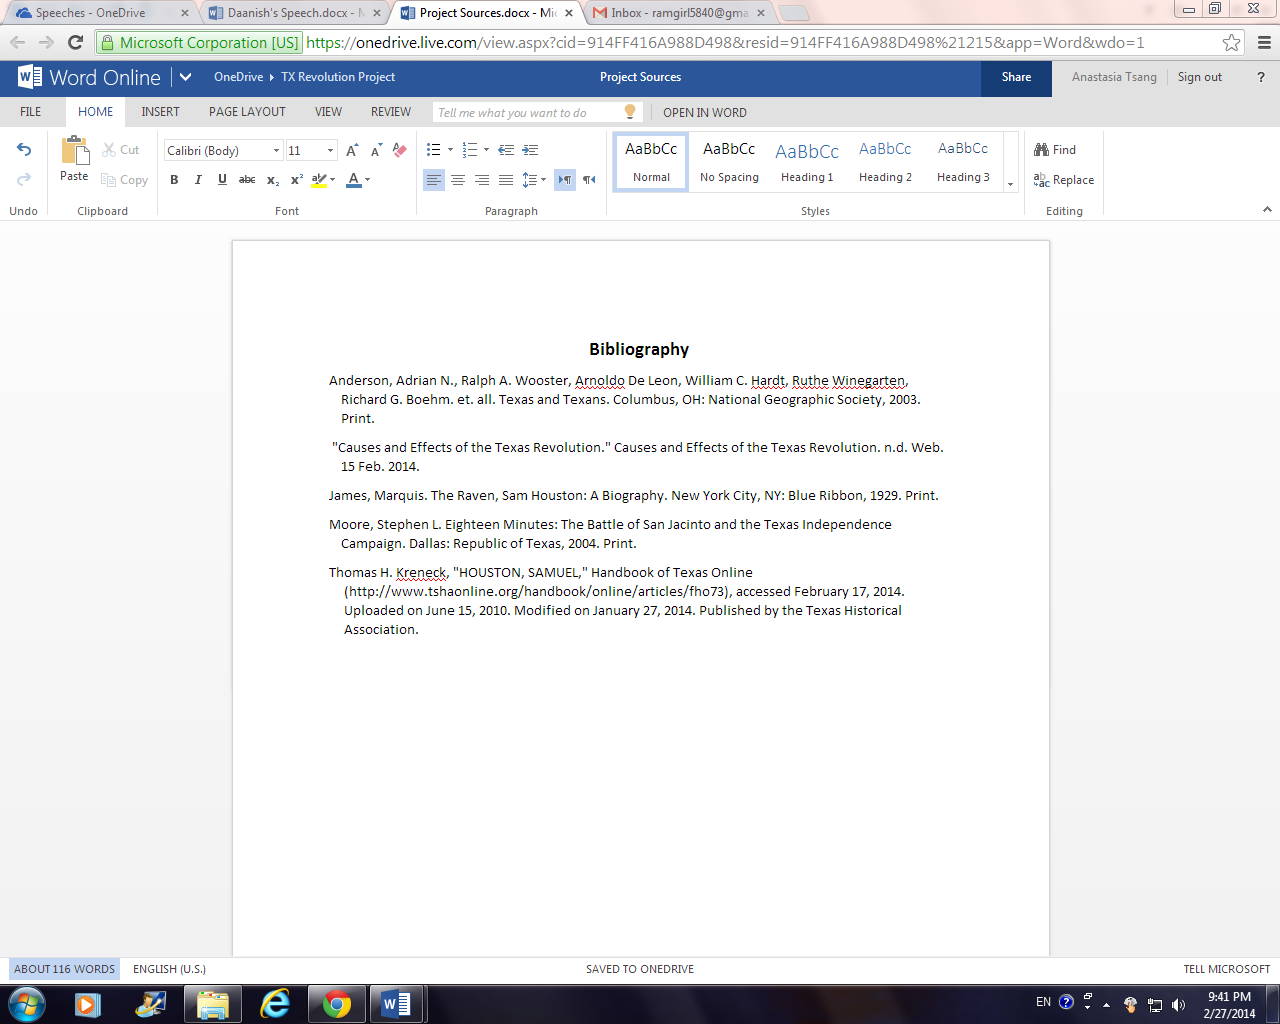 Speeches - OneDrive
Daanish's Speech.docx - M
Project Sources.docx - Mi
Inbox - ramgirl5840@gma
Microsoft Corporation [US] https://onedrive.live.com/view.aspx?cid=914FF416A988D498&resid=914FF416A988D498%21215&app=Word&wdo=1
Word Online OneDrive TX Revolution Project Project Sources Share Anastasia Tsang Sign out ?
FILE HOME INSERT PAGE LAYOUT VIEW REVIEW Tell me what you want to do OPEN IN WORD
Paste Cut Copy
Calibri (Body) 11
B I U abc x₂ x² ab A
AaBbCc AaBbCc AaBbCc AaBbCc AaBbCc
Normal No Spacing Heading 1 Heading 2 Heading 3
Find
Replace
Undo Clipboard Font Paragraph Styles Editing
Bibliography
Anderson, Adrian N., Ralph A. Wooster, Arnoldo De Leon, William C. Hardt, Ruthe Winegarten,
Richard G. Boehm. et. all. Texas and Texans. Columbus, OH: National Geographic Society, 2003.
Print.
"Causes and Effects of the Texas Revolution." Causes and Effects of the Texas Revolution. n.d. Web.
15 Feb. 2014.
James, Marquis. The Raven, Sam Houston: A Biography. New York City, NY: Blue Ribbon, 1929. Print.
Moore, Stephen L. Eighteen Minutes: The Battle of San Jacinto and the Texas Independence
Campaign. Dallas: Republic of Texas, 2004. Print.
Thomas H. Kreneck, "HOUSTON, SAMUEL," Handbook of Texas Online
(http://www.tshaonline.org/handbook/online/articles/fho73), accessed February 17, 2014.
Uploaded on June 15, 2010. Modified on January 27, 2014. Published by the Texas Historical
Association.
ABOUT 116 WORDS ENGLISH (U.S.) SAVED TO ONEDRIVE TELL MICROSOFT
EN 9:41 PM
2/27/2014